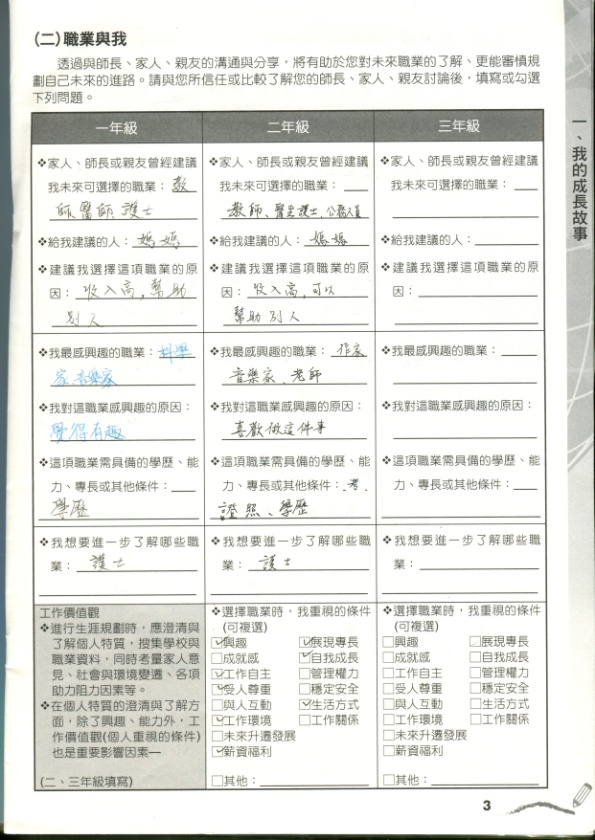 (二)職業與我
透過與師長、家人、親友的溝通與分享，將有助於您對未來職業的了解、更能審慎規
劃自己未來的進路。請與您所信任或比較了解您的師長、家人、親友討論後，填寫或勾選
下列問題。
一、我的成長故事
一年級
❖家人、師長或親友曾經建議
我未來可選擇的職業：教
師、醫師、護士
❖給我建議的人：媽媽
❖建議我選擇這項職業的原
因：收入高，幫助
別人
❖我最感興趣的職業：科學
家、音樂家
❖我對這職業感興趣的原因：
覺得有趣
❖這項職業需具備的學歷、能
力、專長或其他條件：
學歷
❖我想要進一步了解哪些職
業：護士
工作價值觀
❖進行生涯規劃時，應澄清與
了解個人特質，搜集學校與
職業資料，同時考量家人意
見、社會與環境變遷、各項
助力阻力因素等。
❖在個人特質的澄清與了解方
面，除了興趣、能力外，工
作價值觀(個人重視的條件)
也是重要影響因素—
(二、三年級填寫)
二年級
❖家人、師長或親友曾經建議
我未來可選擇的職業：
教師、醫生、護士、公務人員
❖給我建議的人：媽媽
❖建議我選擇這項職業的原
因：收入高，可以
幫助別人
❖我最感興趣的職業：作家
音樂家、老師
❖我對這職業感興趣的原因：
喜歡做這件事
❖這項職業需具備的學歷、能
力、專長或其他條件：考
證照、學歷
❖我想要進一步了解哪些職
業：護士
❖選擇職業時，我重視的條件
(可複選)
☑興趣 ☑展現專長
□成就感 ☑自我成長
☑工作自主 □管理權力
☑受人尊重 □穩定安全
□與人互動 ☑生活方式
☑工作環境 □工作關係
□未來升遷發展
☑薪資福利
□其他：
三年級
❖家人、師長或親友曾經建議
我未來可選擇的職業：
❖給我建議的人：
❖建議我選擇這項職業的原
因：
❖我最感興趣的職業：
❖我對這職業感興趣的原因：
❖這項職業需具備的學歷、能
力、專長或其他條件：
❖我想要進一步了解哪些職
業：
❖選擇職業時，我重視的條件
(可複選)
□興趣 □展現專長
□成就感 □自我成長
□工作自主 □管理權力
□受人尊重 □穩定安全
□與人互動 □生活方式
□工作環境 □工作關係
□未來升遷發展
□薪資福利
□其他：
3